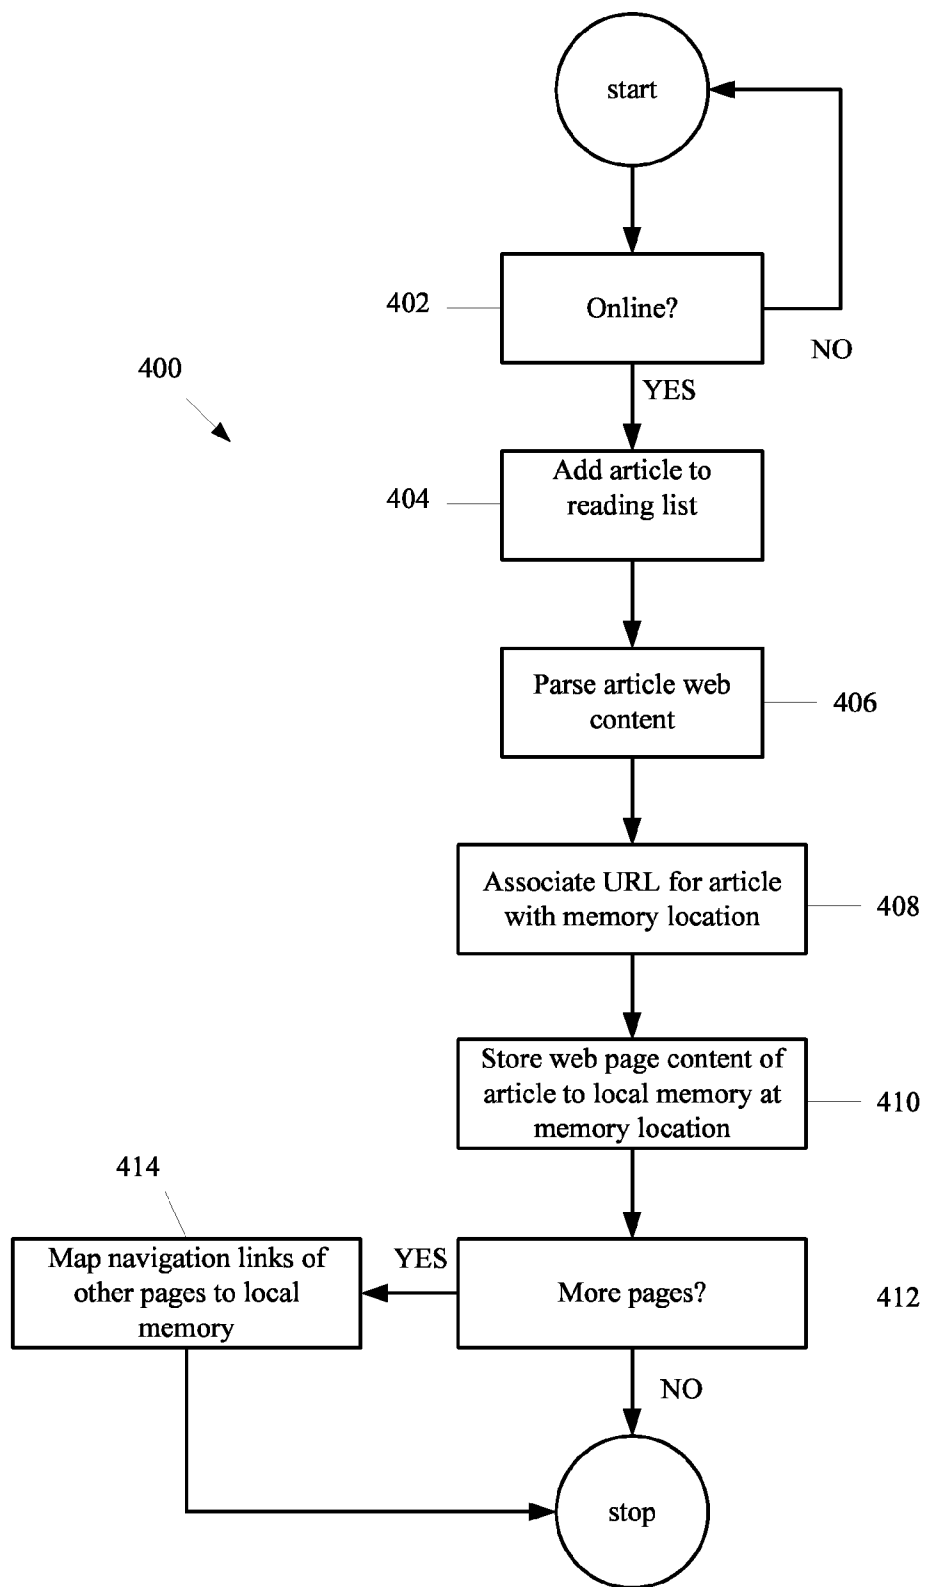 start
402
Online?
NO
400
YES
404
Add article to
reading list
Parse article web
content
406
Associate URL for article
with memory location
408
Store web page content of
article to local memory at
memory location
410
414
Map navigation links of
other pages to local
memory
YES
More pages?
412
NO
stop